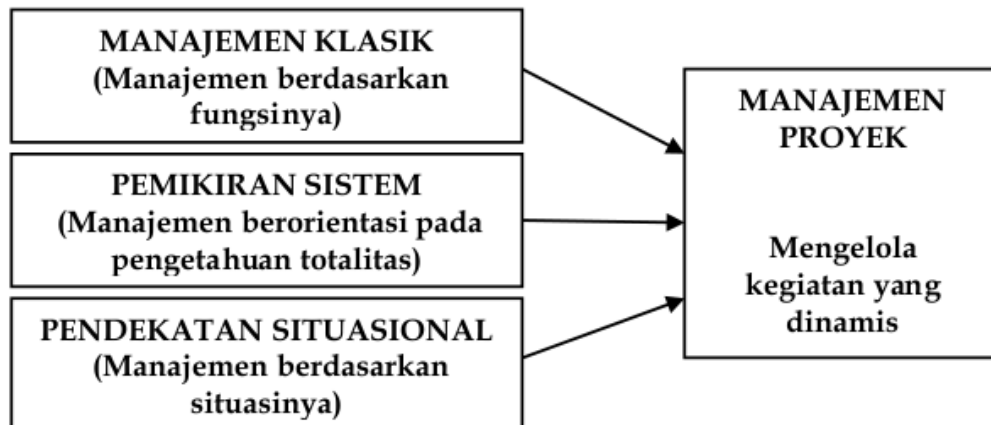 MANAJEMEN KLASIK
(Manajemen berdasarkan
fungsinya)
PEMIKIRAN SISTEM
(Manajemen berorientasi pada
pengetahuan totalitas)
PENDEKATAN SITUASIONAL
(Manajemen berdasarkan
situasinya)
MANAJEMEN
PROYEK
Mengelola
kegiatan yang
dinamis